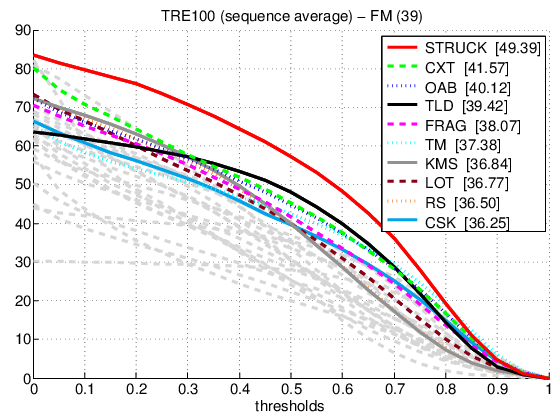 TRE100 (sequence average) – FM (39)
90
80
70
60
50
40
30
20
10
0
STRUCK [49.39]
CXT [41.57]
OAB [40.12]
TLD [39.42]
FRAG [38.07]
TM [37.38]
KMS [36.84]
LOT [36.77]
RS [36.50]
CSK [36.25]
0 0.1 0.2 0.3 0.4 0.5 0.6 0.7 0.8 0.9 1
thresholds